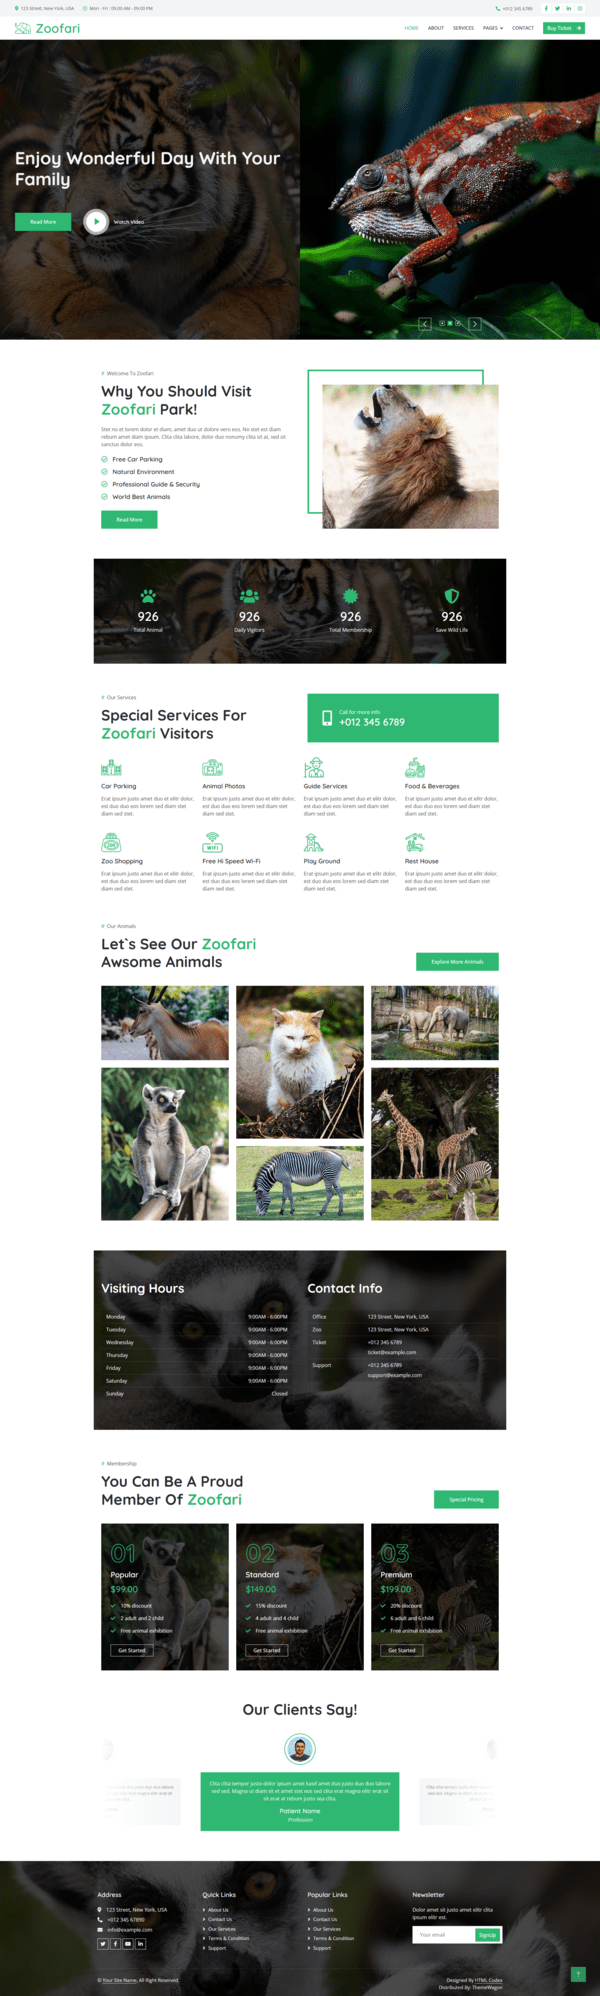 123 Street, New York, USA
Mon - Fri : 09.00 AM - 09.00 PM
+012 345 6789
Zoofari
HOME
ABOUT
SERVICES
PAGES
CONTACT
Buy Ticket
Enjoy Wonderful Day With Your
Family
Read More
Watch Video
# Welcome To Zoofari
Why You Should Visit
Zoofari Park!
Stet no et lorem dolor et diam, amet duo ut dolore vero eos. No stet est diam
rebum amet diam ipsum. Clita clita labore, dolor duo nonumy clita sit at, sed sit
sanctus dolor eos.
Free Car Parking
Natural Environment
Professional Guide & Security
World Best Animals
Read More
926
Total Animal
926
Daily Vigitors
926
Total Membership
926
Save Wild Life
# Our Services
Special Services For
Zoofari Visitors
Call for more info
+012 345 6789
Car Parking
Erat ipsum justo amet duo et elitr dolor,
est duo duo eos lorem sed diam stet
diam sed stet.
Animal Photos
Erat ipsum justo amet duo et elitr dolor,
est duo duo eos lorem sed diam stet
diam sed stet.
Guide Services
Erat ipsum justo amet duo et elitr dolor,
est duo duo eos lorem sed diam stet
diam sed stet.
Food & Beverages
Erat ipsum justo amet duo et elitr dolor,
est duo duo eos lorem sed diam stet
diam sed stet.
ZOO
Zoo Shopping
Erat ipsum justo amet duo et elitr dolor,
est duo duo eos lorem sed diam stet
diam sed stet.
WIFI
Free Hi Speed Wi-Fi
Erat ipsum justo amet duo et elitr dolor,
est duo duo eos lorem sed diam stet
diam sed stet.
Play Ground
Erat ipsum justo amet duo et elitr dolor,
est duo duo eos lorem sed diam stet
diam sed stet.
Rest House
Erat ipsum justo amet duo et elitr dolor,
est duo duo eos lorem sed diam stet
diam sed stet.
# Our Animals
Let`s See Our Zoofari
Awsome Animals
Explore More Animals
Visiting Hours
Monday 9:00AM - 6:00PM
Tuesday 9:00AM - 6:00PM
Wednesday 9:00AM - 6:00PM
Thursday 9:00AM - 6:00PM
Friday 9:00AM - 6:00PM
Saturday 9:00AM - 6:00PM
Sunday Closed
Contact Info
Office 123 Street, New York, USA
Zoo 123 Street, New York, USA
Ticket +012 345 6789
ticket@example.com
Support +012 345 6789
support@example.com
# Membership
You Can Be A Proud
Member Of Zoofari
Special Pricing
01
Popular
$99.00
10% discount
2 adult and 2 child
Free animal exhibition
Get Started
02
Standard
$149.00
15% discount
4 adult and 4 child
Free animal exhibition
Get Started
03
Premium
$199.00
20% discount
6 adult and 6 child
Free animal exhibition
Get Started
Our Clients Say!
Clita clita tempor justo dolor ipsum amet kasd amet duo justo duo duo labore
sed sed. Magna ut diam sit et amet stet eos sed clita erat magna elitr erat sit
sit erat at rebum justo sea clita.
Patient Name
Profession
Address
123 Street, New York, USA
+012 345 67890
info@example.com
Quick Links
About Us
Contact Us
Our Services
Terms & Condition
Support
Popular Links
About Us
Contact Us
Our Services
Terms & Condition
Support
Newsletter
Dolor amet sit justo amet elitr clita
ipsum elitr est.
Your email
SignUp
© Your Site Name, All Right Reserved.
Designed By HTML Codex
Distributed By: ThemeWagon